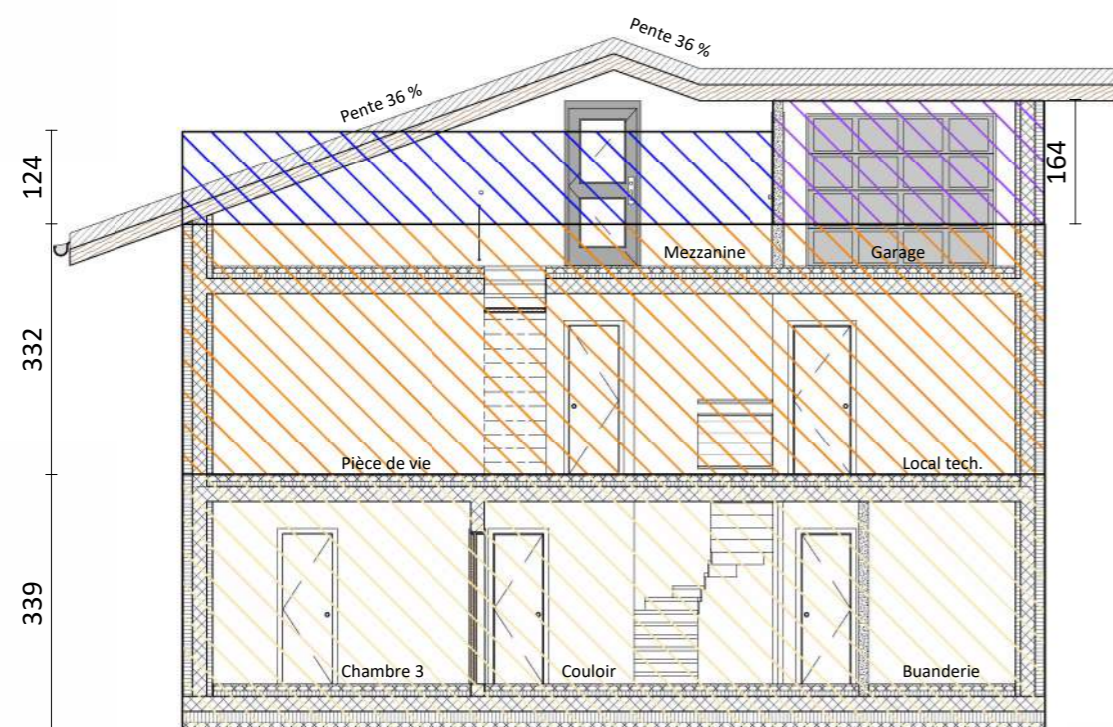 Pente 36 %
Pente 36 %
124
164
Mezzanine
Garage
332
Pièce de vie
Local tech.
339
Chambre 3
Couloir
Buanderie